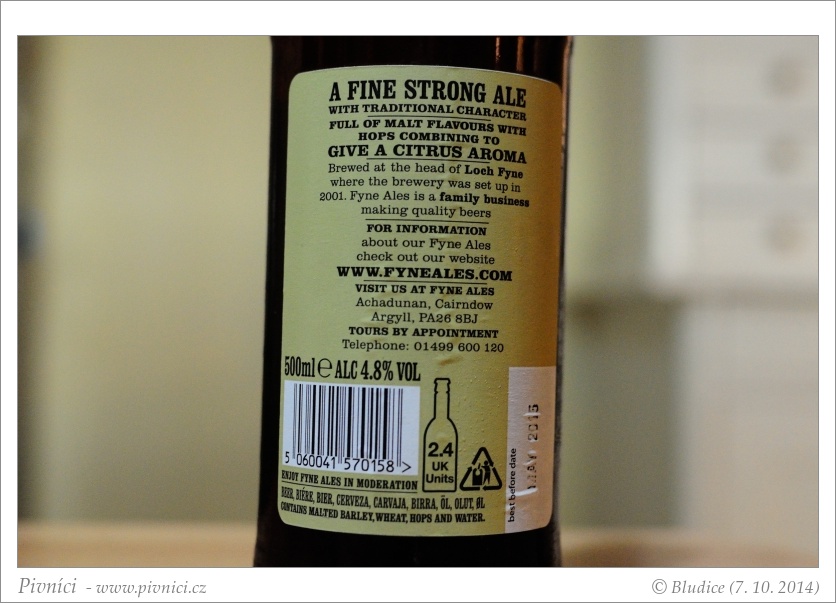 A FINE STRONG ALE
WITH TRADITIONAL CHARACTER
FULL OF MALT FLAVOURS WITH
HOPS COMBINING TO
GIVE A CITRUS AROMA
Brewed at the head of Loch Fyne
where the brewery was set up in
2001. Fyne Ales is a family business
making quality beers
FOR INFORMATION
about our Fyne Ales
check out our website
WWW.FYNEALES.COM
VISIT US AT FYNE ALES
Achadunan, Cairndow
Argyll, PA26 8BJ
TOURS BY APPOINTMENT
Telephone: 01499 600 120
500ml ℮ ALC 4.8% VOL
5 060041 570158 >
2.4
UK
Units
best before date
MAY 2015
ENJOY FYNE ALES IN MODERATION
BEER, BIÉRE, BIER, CERVEZA, CARVAJA, BIRRA, ÖL, OLUT, ØL
CONTAINS MALTED BARLEY, WHEAT, HOPS AND WATER.
Pivníci - www.pivnici.cz
© Bludice (7. 10. 2014)